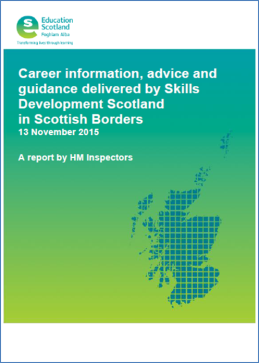 Education
Scotland
Foghlam Alba
Transforming lives through learning
Career information, advice and
guidance delivered by Skills
Development Scotland
in Scottish Borders
13 November 2015
A report by HM Inspectors